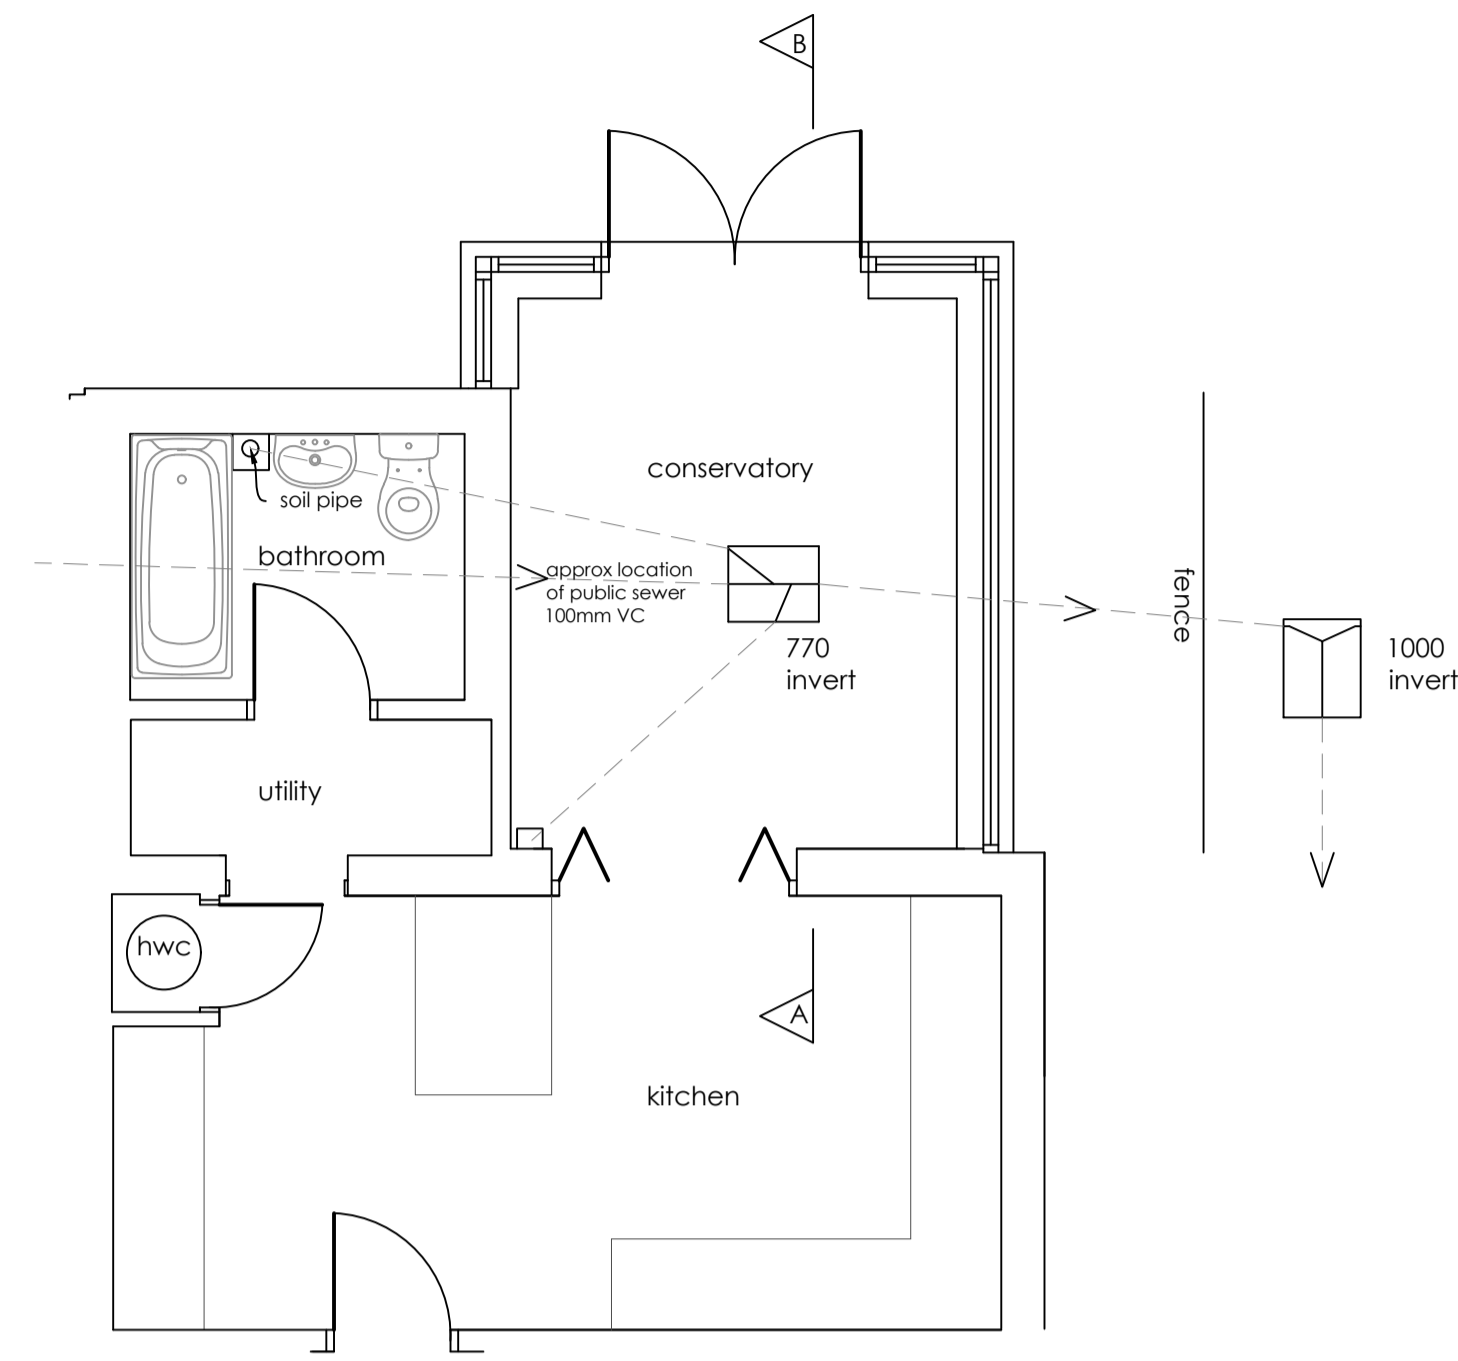 B
conservatory
soil pipe
bathroom
approx location
of public sewer
100mm VC
fence
770
invert
1000
invert
utility
hwc
A
kitchen